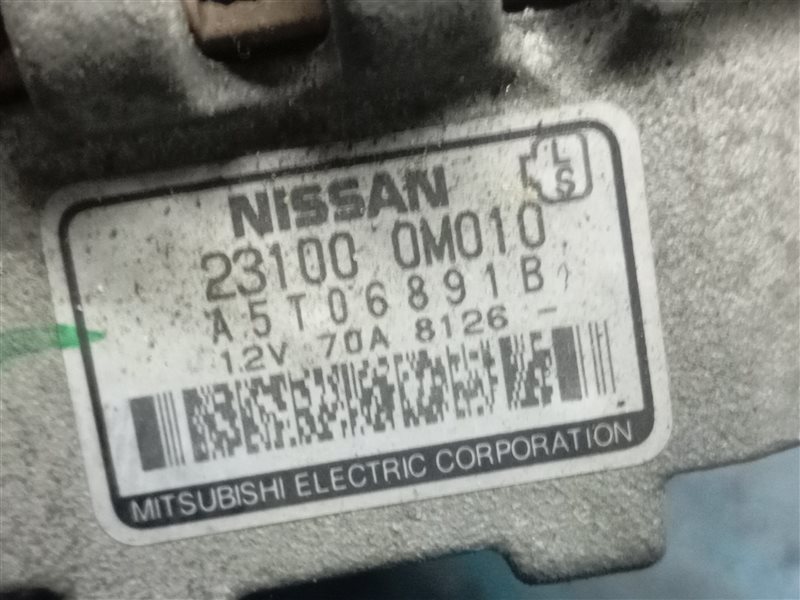 NISSAN
L
S
23100 0M010
A5T06891B
12V 70A 8126 -
MITSUBISHI ELECTRIC CORPORATION